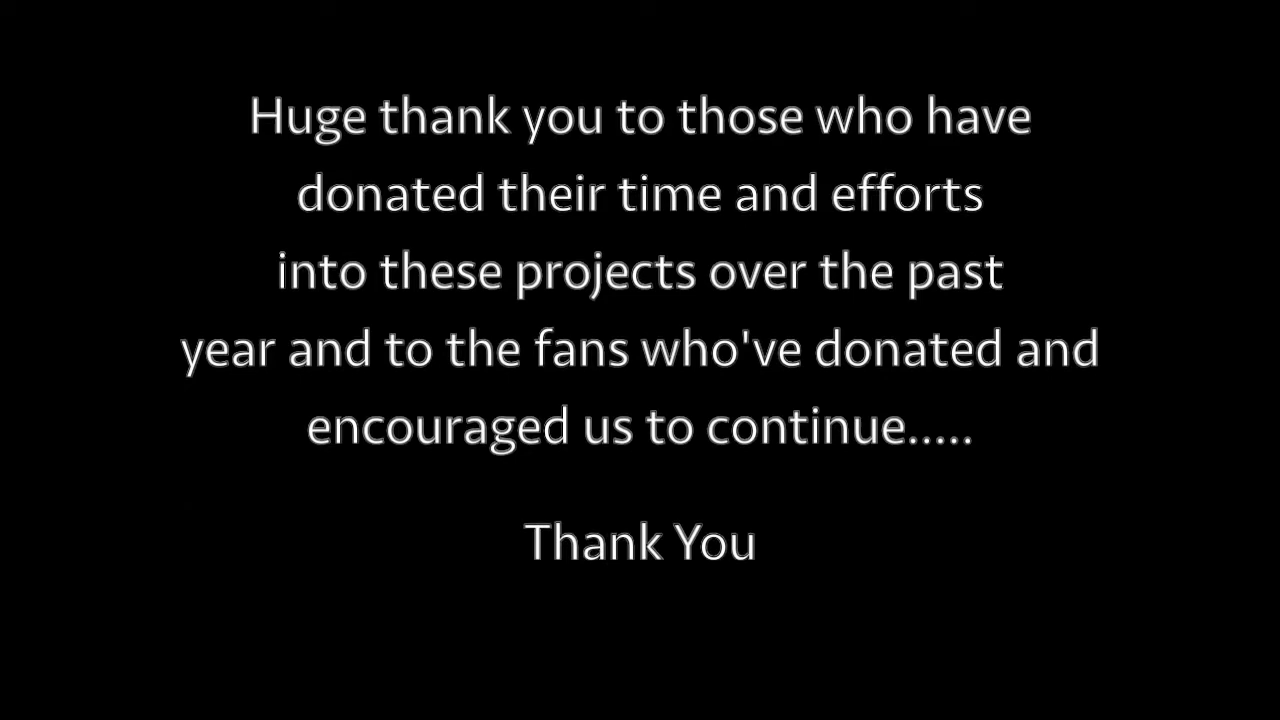 Huge thank you to those who have
donated their time and efforts
into these projects over the past
year and to the fans who've donated and
encouraged us to continue.....
Thank You